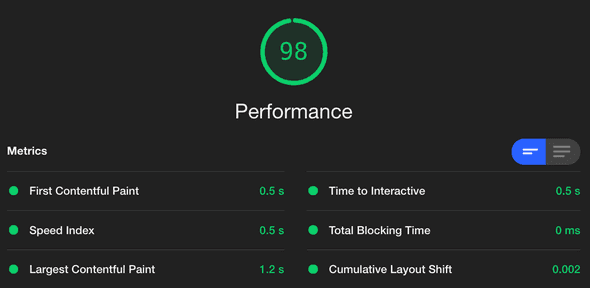 98
Performance
Metrics
First Contentful Paint 0.5 s
Time to Interactive 0.5 s
Speed Index 0.5 s
Total Blocking Time 0 ms
Largest Contentful Paint 1.2 s
Cumulative Layout Shift 0.002